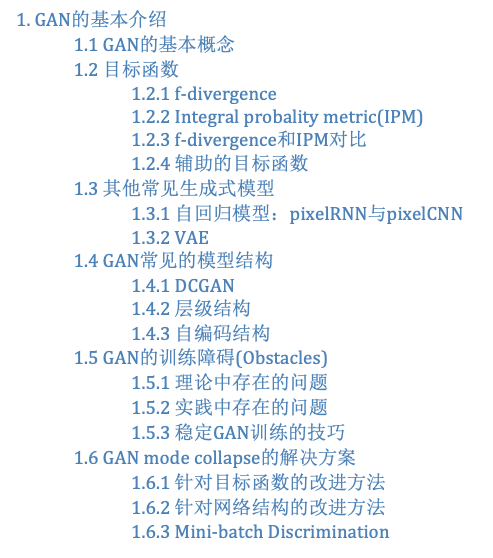 1. GAN的基本介绍
1.1 GAN的基本概念
1.2 目标函数
1.2.1 f-divergence
1.2.2 Integral probality metric(IPM)
1.2.3 f-divergence和IPM对比
1.2.4 辅助的目标函数
1.3 其他常见生成式模型
1.3.1 自回归模型：pixelRNN与pixelCNN
1.3.2 VAE
1.4 GAN常见的模型结构
1.4.1 DCGAN
1.4.2 层级结构
1.4.3 自编码结构
1.5 GAN的训练障碍(Obstacles)
1.5.1 理论中存在的问题
1.5.2 实践中存在的问题
1.5.3 稳定GAN训练的技巧
1.6 GAN mode collapse的解决方案
1.6.1 针对目标函数的改进方法
1.6.2 针对网络结构的改进方法
1.6.3 Mini-batch Discrimination